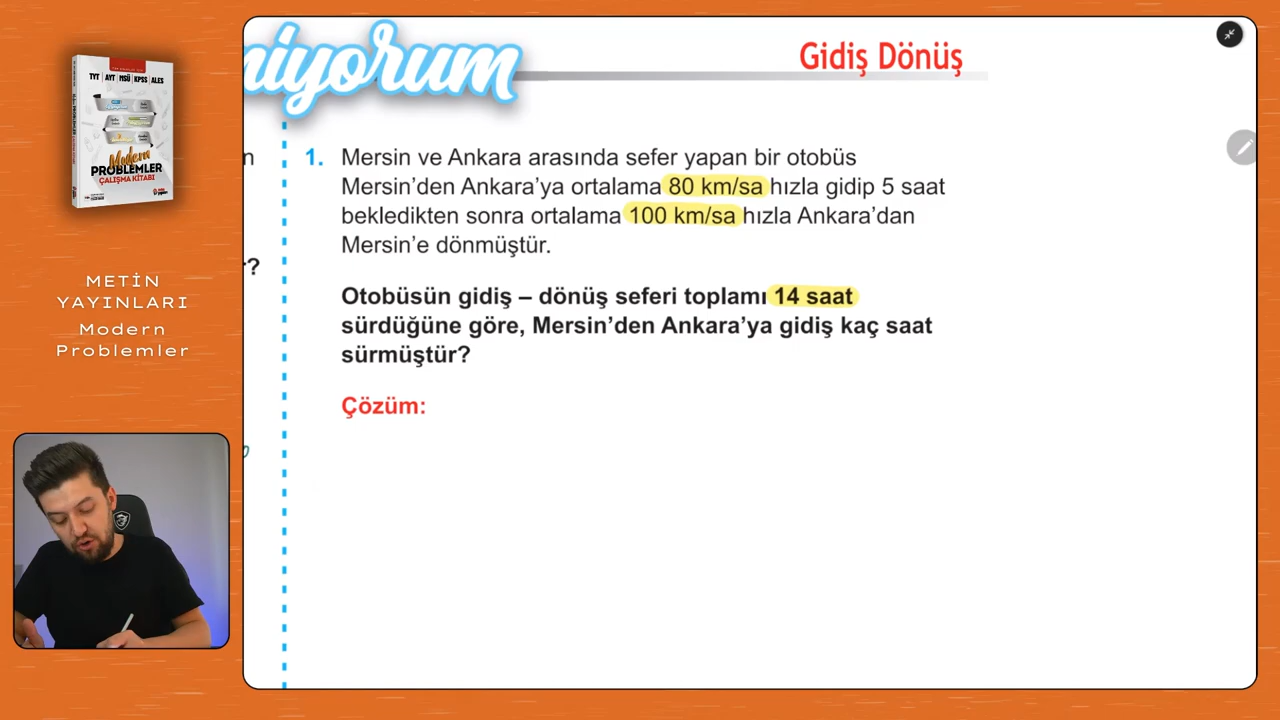 TYT | AYT | MSÜ | KPSS | ALES
Modern
PROBLEMLER
ÇALIŞMA KİTABI
METİN
YAYINLARI
Modern
Problemler
miyorum
Gidiş Dönüş
n
r?
1. Mersin ve Ankara arasında sefer yapan bir otobüs
Mersin’den Ankara’ya ortalama 80 km/sa hızla gidip 5 saat
bekledikten sonra ortalama 100 km/sa hızla Ankara’dan
Mersin’e dönmüştür.
Otobüsün gidiş – dönüş seferi toplamı 14 saat
sürdüğüne göre, Mersin’den Ankara’ya gidiş kaç saat
sürmüştür?
Çözüm: